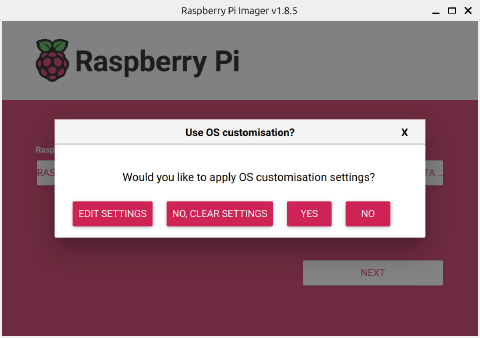 Raspberry Pi Imager v1.8.5
Raspberry Pi
Use OS customisation?
X
Rasp
RAS
TA ...
Would you like to apply OS customisation settings?
EDIT SETTINGS
NO, CLEAR SETTINGS
YES
NO
NEXT